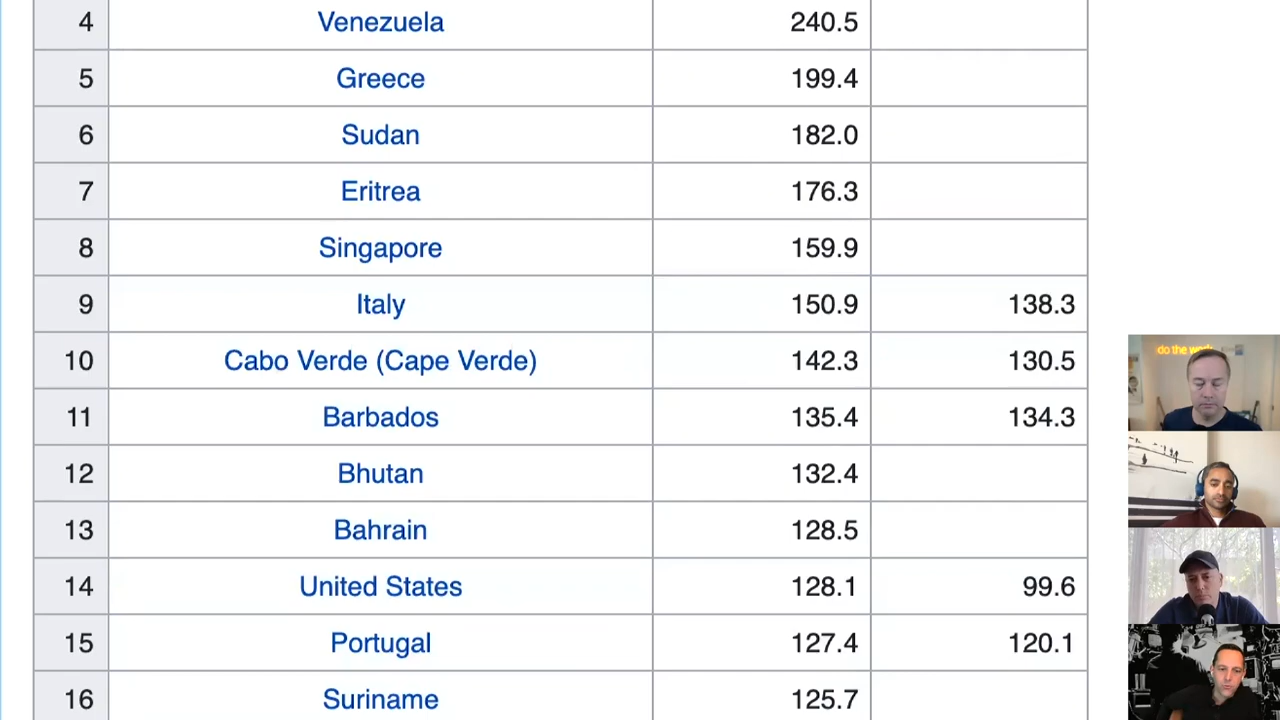 4 Venezuela 240.5
5 Greece 199.4
6 Sudan 182.0
7 Eritrea 176.3
8 Singapore 159.9
9 Italy 150.9 138.3
10 Cabo Verde (Cape Verde) 142.3 130.5
11 Barbados 135.4 134.3
12 Bhutan 132.4
13 Bahrain 128.5
14 United States 128.1 99.6
15 Portugal 127.4 120.1
16 Suriname 125.7
do the